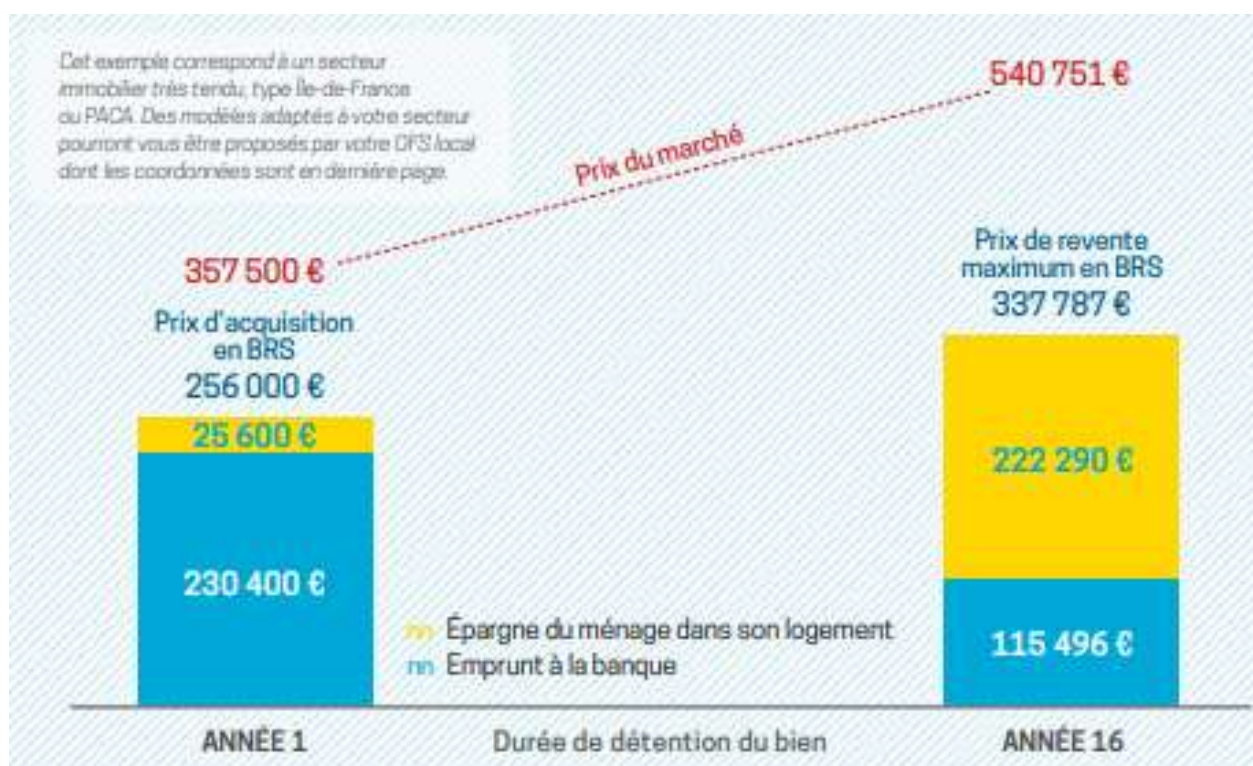 Cet exemple correspond à un secteur
immobilier très tendu, type Île-de-France
ou PACA. Des modèles adaptés à votre secteur
pourront vous être proposés par votre OFS local
dont les coordonnées sont en dernière page.
540 751 €
Prix du marché
357 500 €
Prix d'acquisition
en BRS
256 000 €
25 600 €
230 400 €
Prix de revente
maximum en BRS
337 787 €
222 290 €
115 496 €
nn Épargne du ménage dans son logement
nn Emprunt à la banque
ANNÉE 1
Durée de détention du bien
ANNÉE 16